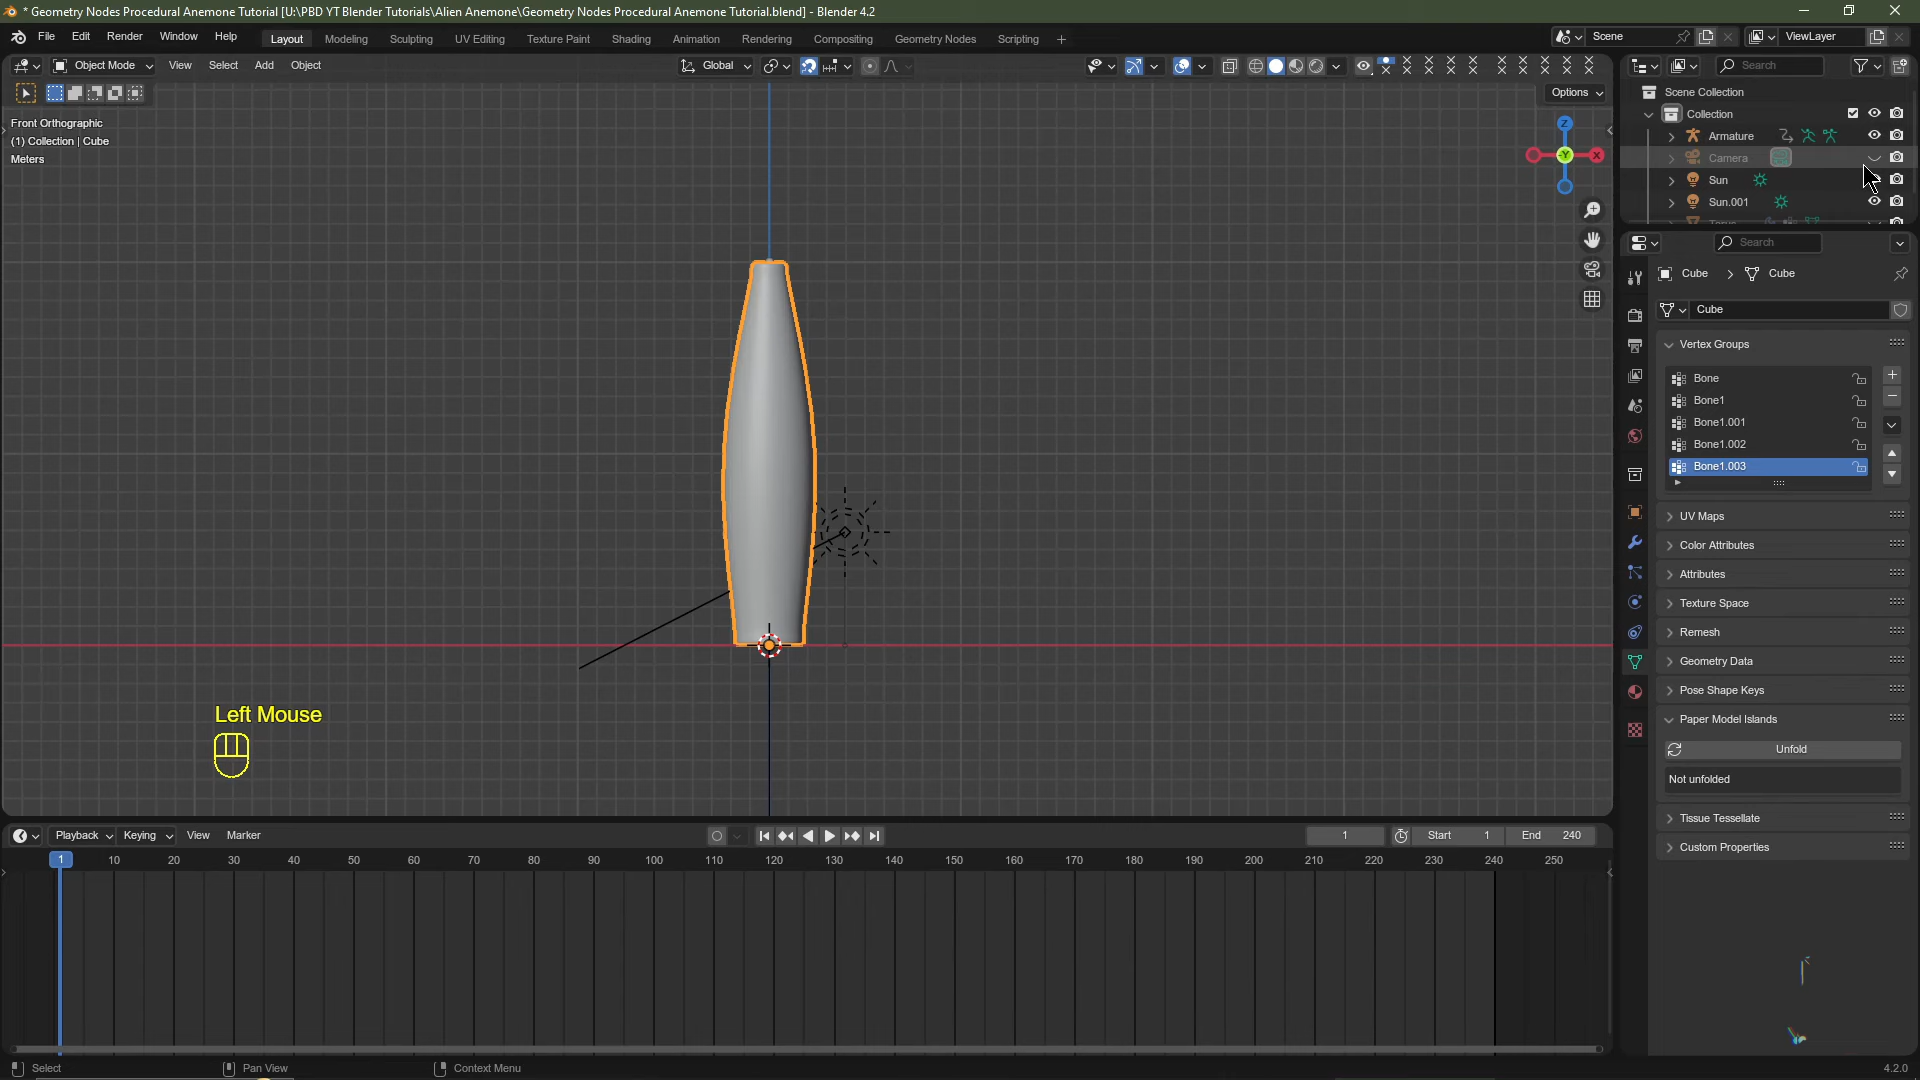 * Geometry Nodes Procedural Anemone Tutorial [U:\PBD YT Blender Tutorials\Alien Anemone\Geometry Nodes Procedural Anemone Tutorial.blend] - Blender 4.2
File Edit Render Window Help Layout Modeling Sculpting UV Editing Texture Paint Shading Animation Rendering Compositing Geometry Nodes Scripting + Scene ViewLayer
Object Mode View Select Add Object Global Search
Options
Front Orthographic
(1) Collection | Cube
Meters
Z
-Y
X
Scene Collection
Collection
Armature
Camera
Sun
Sun.001
Search
Cube > Cube
Cube
Vertex Groups
Bone
Bone1
Bone1.001
Bone1.002
Bone1.003
UV Maps
Color Attributes
Attributes
Texture Space
Remesh
Geometry Data
Pose Shape Keys
Paper Model Islands
Unfold
Not unfolded
Tissue Tessellate
Custom Properties
Left Mouse
Playback Keying View Marker 1 Start 1 End 240
1 10 20 30 40 50 60 70 80 90 100 110 120 130 140 150 160 170 180 190 200 210 220 230 240 250
Select Pan View Context Menu 4.2.0